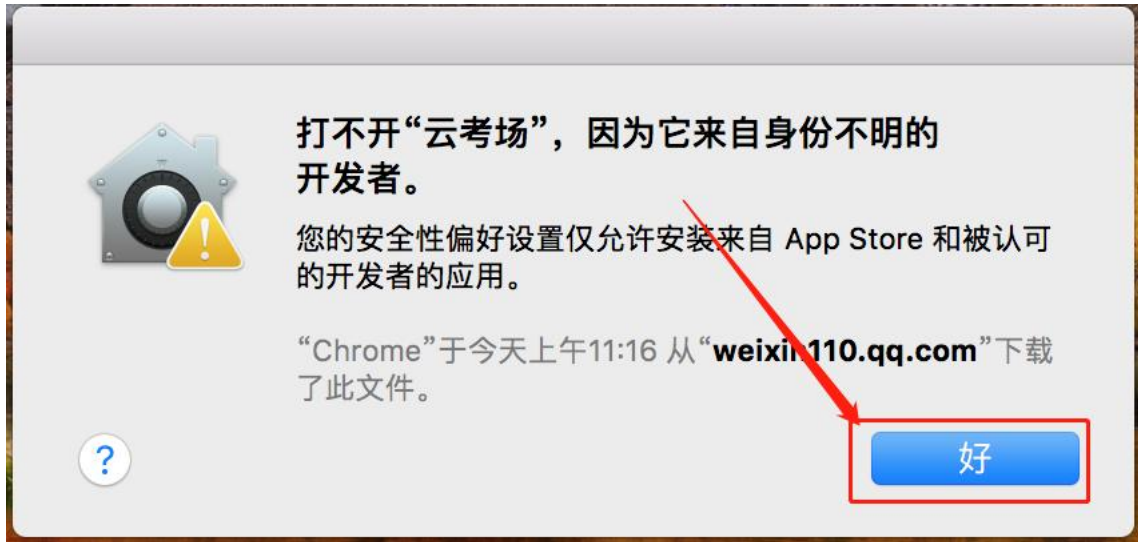 打不开“云考场”，因为它来自身份不明的
开发者。
您的安全性偏好设置仅允许安装来自 App Store 和被认可
的开发者的应用。
“Chrome”于今天上午11:16 从“weixin110.qq.com”下载
了此文件。
?
好